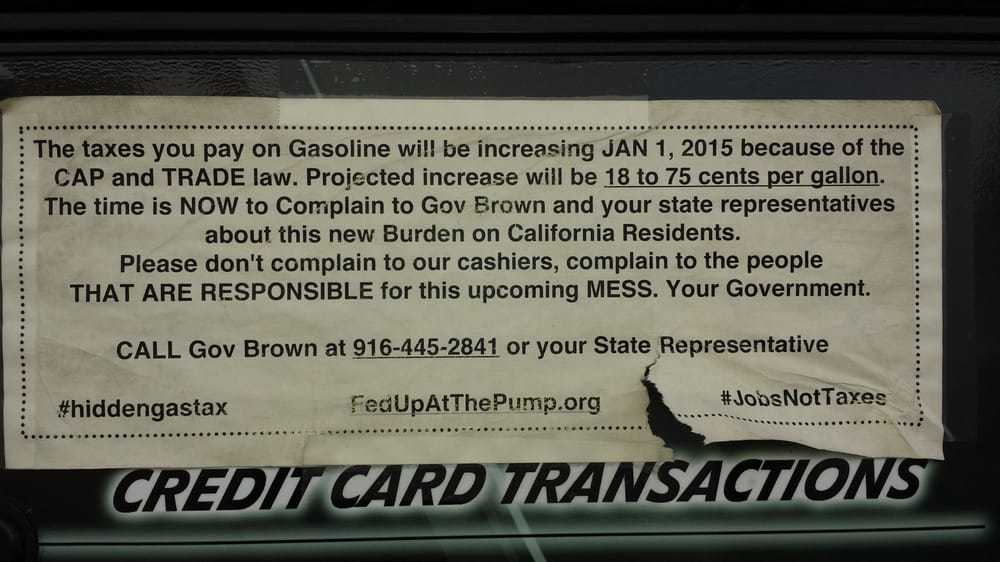 The taxes you pay on Gasoline will be increasing JAN 1, 2015 because of the
CAP and TRADE law. Projected increase will be 18 to 75 cents per gallon.
The time is NOW to Complain to Gov Brown and your state representatives
about this new Burden on California Residents.
Please don't complain to our cashiers, complain to the people
THAT ARE RESPONSIBLE for this upcoming MESS. Your Government.
CALL Gov Brown at 916-445-2841 or your State Representative
#hiddengastax FedUpAtThePump.org #JobsNotTaxes
CREDIT CARD TRANSACTIONS